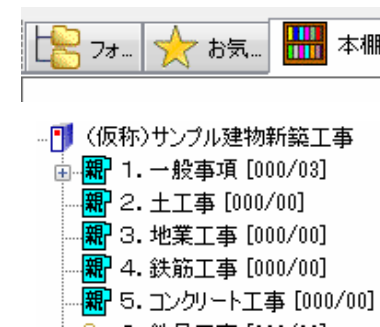 フォ... お気... 本棚
(仮称)サンプル建物新築工事
親 1. 一般事項 [000/03]
親 2. 土工事 [000/00]
親 3. 地業工事 [000/00]
親 4. 鉄筋工事 [000/00]
親 5. コンクリート工事 [000/00]